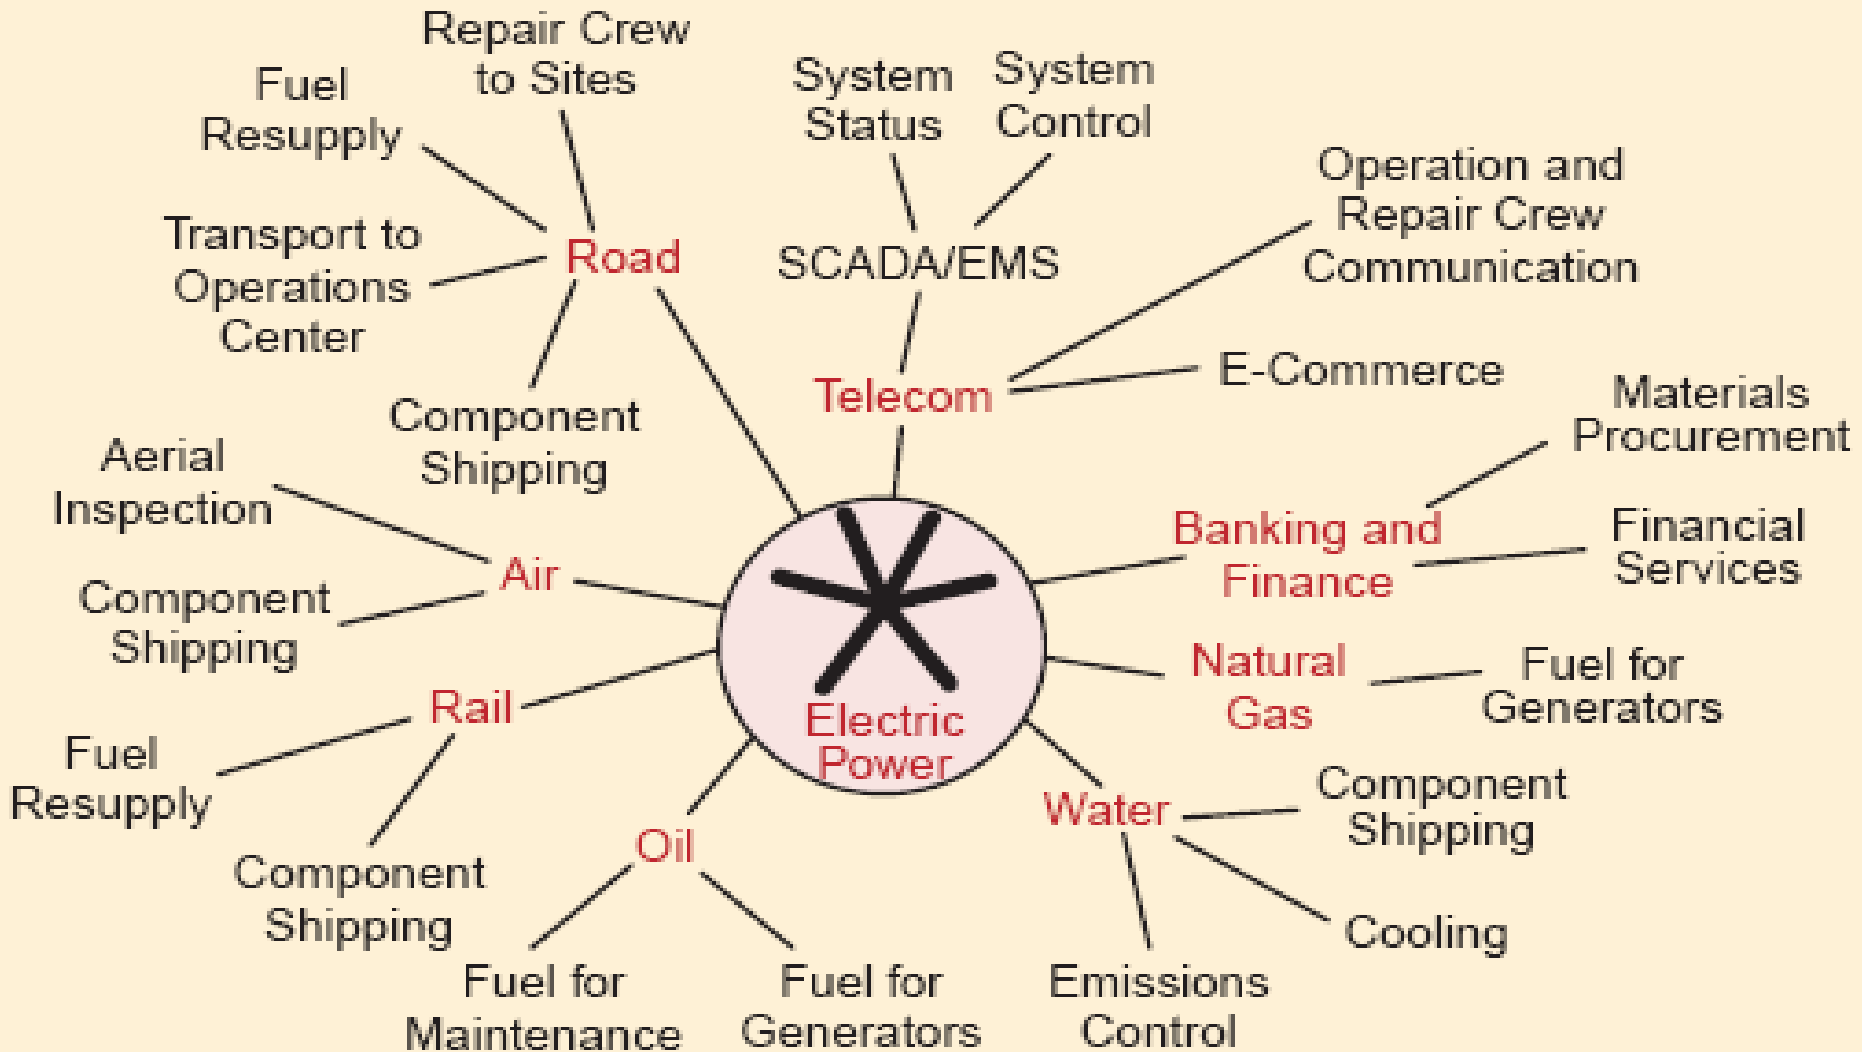 Repair Crew
to Sites
Fuel
Resupply
Transport to
Operations
Center
Road
Component
Shipping
System
Status
System
Control
SCADA/EMS
Telecom
Operation and
Repair Crew
Communication
E-Commerce
Materials
Procurement
Banking and
Finance
Financial
Services
Aerial
Inspection
Air
Component
Shipping
Natural
Gas
Fuel for
Generators
Rail
Fuel
Resupply
Component
Shipping
Electric
Power
Oil
Fuel for
Maintenance
Fuel for
Generators
Water
Component
Shipping
Cooling
Emissions
Control